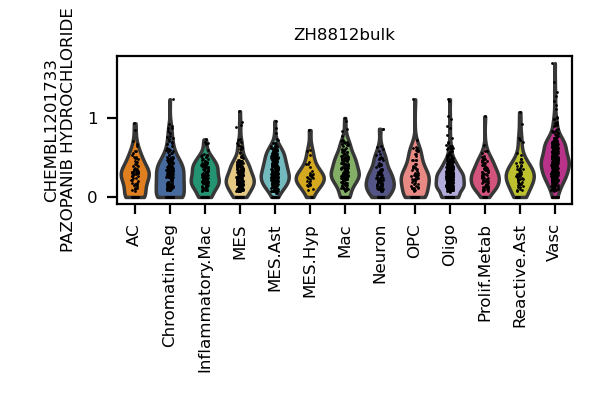 ZH8812bulk
CHEMBL1201733
PAZOPANIB HYDROCHLORIDE
1
0
AC
Chromatin.Reg
Inflammatory.Mac
MES
MES.Ast
MES.Hyp
Mac
Neuron
OPC
Oligo
Prolif.Metab
Reactive.Ast
Vasc